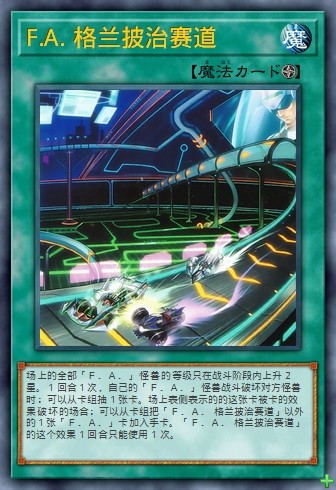 F.A. 格兰披治赛道
魔
【魔法カード】
场上的全部「F．A．」怪兽的等级只在战斗阶段内上升 2
星。1回合1次，自己的「F．A．」怪兽战斗破坏对方怪兽
时；可以从卡组抽1张卡。场上表侧表示的的这张卡被卡的效
果破坏的场合；可以从卡组把「F．A． 格兰披治赛道」以外
的1张「F．A．」卡加入手卡。「F．A． 格兰披治赛道」
的这个效果1回合只能使用1次。